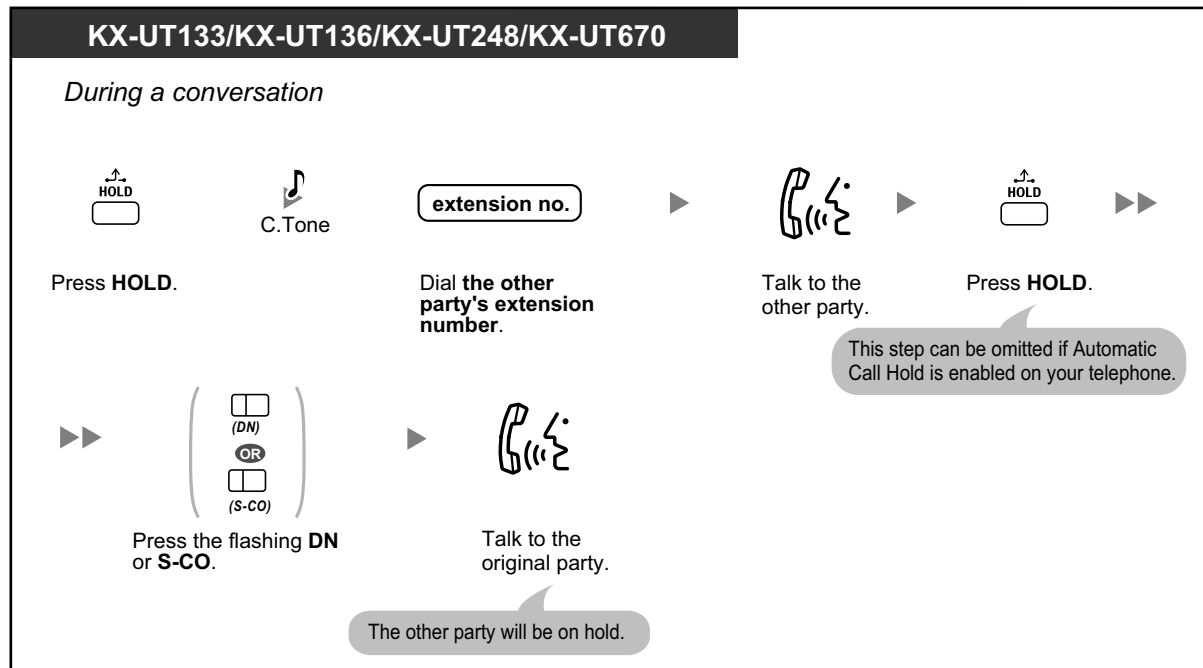 KX-UT133/KX-UT136/KX-UT248/KX-UT670
During a conversation
HOLD
C.Tone
extension no.
HOLD
Press HOLD.
Dial the other
party's extension
number.
Talk to the
other party.
Press HOLD.
This step can be omitted if Automatic
Call Hold is enabled on your telephone.
(DN)
OR
(S-CO)
Press the flashing DN
or S-CO.
Talk to the
original party.
The other party will be on hold.